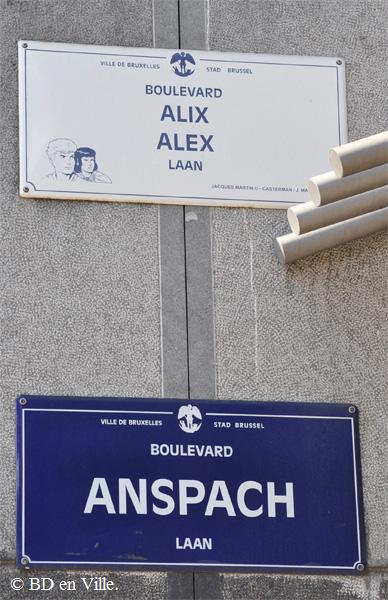 VILLE DE BRUXELLES STAD BRUSSEL
BOULEVARD
ALIX
ALEX
LAAN
JACQUES MARTIN © - CASTERMAN / J.
VILLE DE BRUXELLES STAD BRUSSEL
BOULEVARD
ANSPACH
LAAN
© BD en Ville.